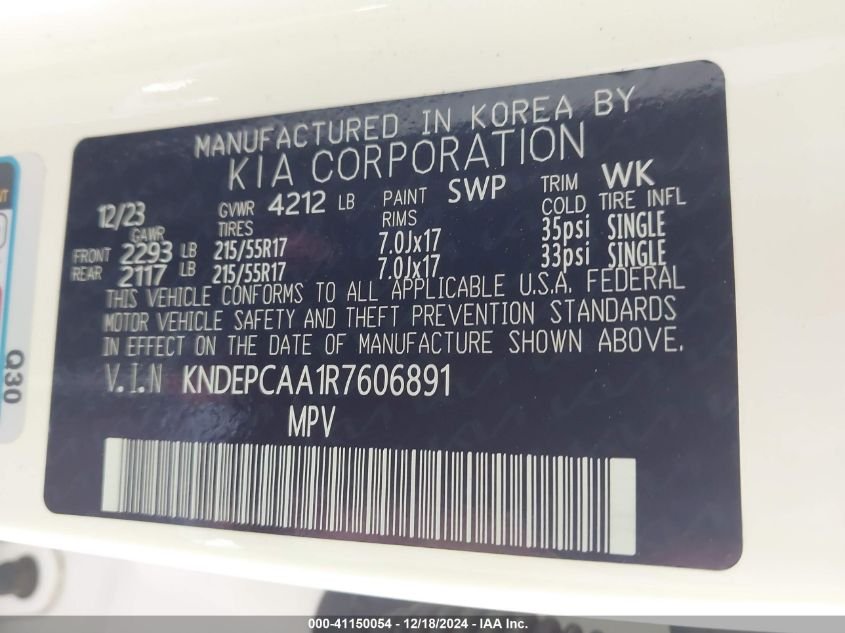 MANUFACTURED IN KOREA BY
KIA CORPORATION
12/23 GVWR 4212 LB PAINT SWP TRIM WK
GAWR TIRES RIMS COLD TIRE INFL
FRONT 2293 LB 215/55R17 7.0Jx17 35psi SINGLE
REAR 2117 LB 215/55R17 7.0Jx17 33psi SINGLE
THIS VEHICLE CONFORMS TO ALL APPLICABLE U.S.A. FEDERAL
MOTOR VEHICLE SAFETY AND THEFT PREVENTION STANDARDS
IN EFFECT ON THE DATE OF MANUFACTURE SHOWN ABOVE.
V.I.N KNDEPCAA1R7606891
MPV
Q30
000-41150054 - 12/18/2024 - IAA Inc.